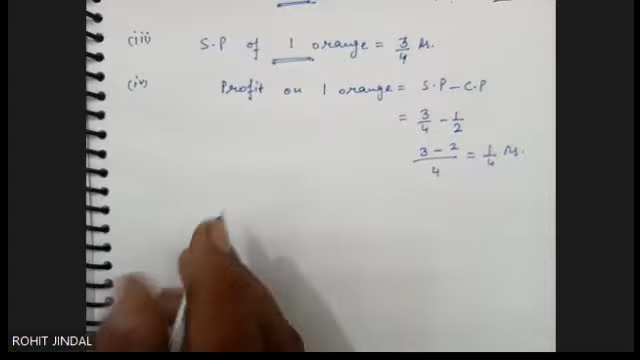 (iii) S.P of 1 orange = 3/4 Rs.
(iv) Profit on 1 orange = S.P - C.P
= 3/4 - 1/2
3 - 2/4 = 1/4 Rs.
ROHIT JINDAL